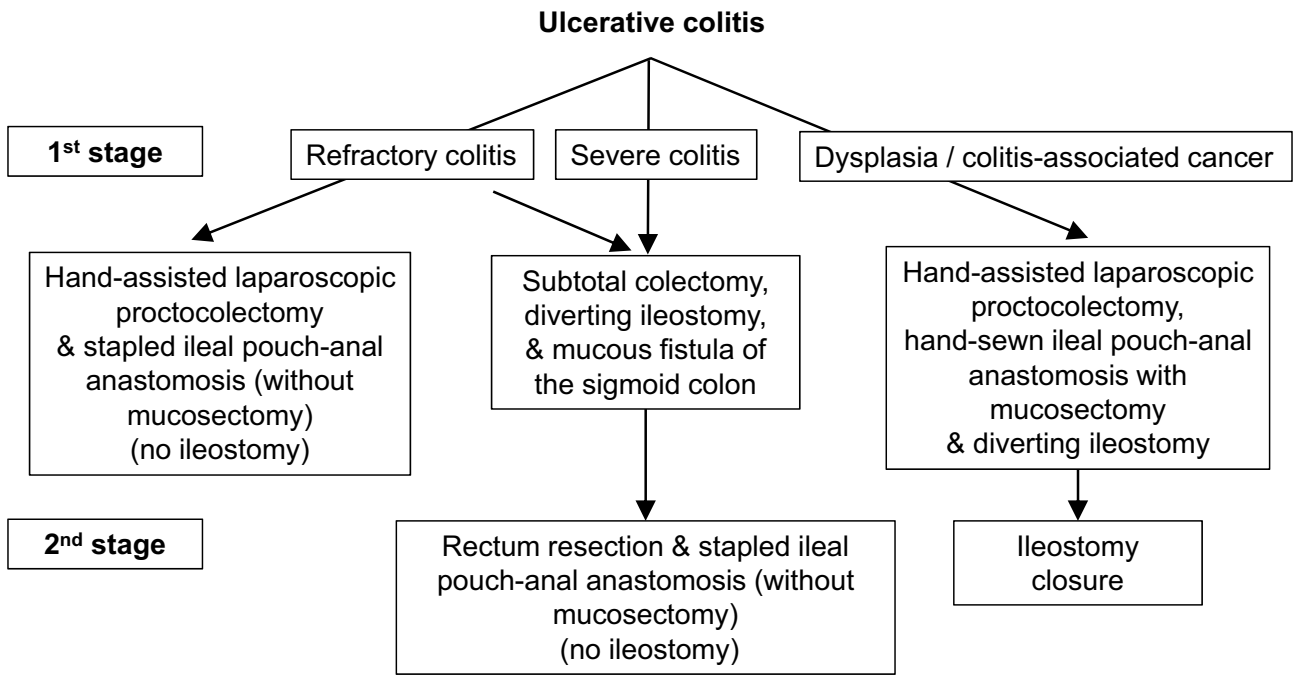 Ulcerative colitis
1st stage
Refractory colitis
Severe colitis
Dysplasia / colitis-associated cancer
Hand-assisted laparoscopic
proctocolectomy
& stapled ileal pouch-anal
anastomosis (without
mucosectomy)
(no ileostomy)
Subtotal colectomy,
diverting ileostomy,
& mucous fistula of
the sigmoid colon
Hand-assisted laparoscopic
proctocolectomy,
hand-sewn ileal pouch-anal
anastomosis with
mucosectomy
& diverting ileostomy
2nd stage
Rectum resection & stapled ileal
pouch-anal anastomosis (without
mucosectomy)
(no ileostomy)
Ileostomy
closure